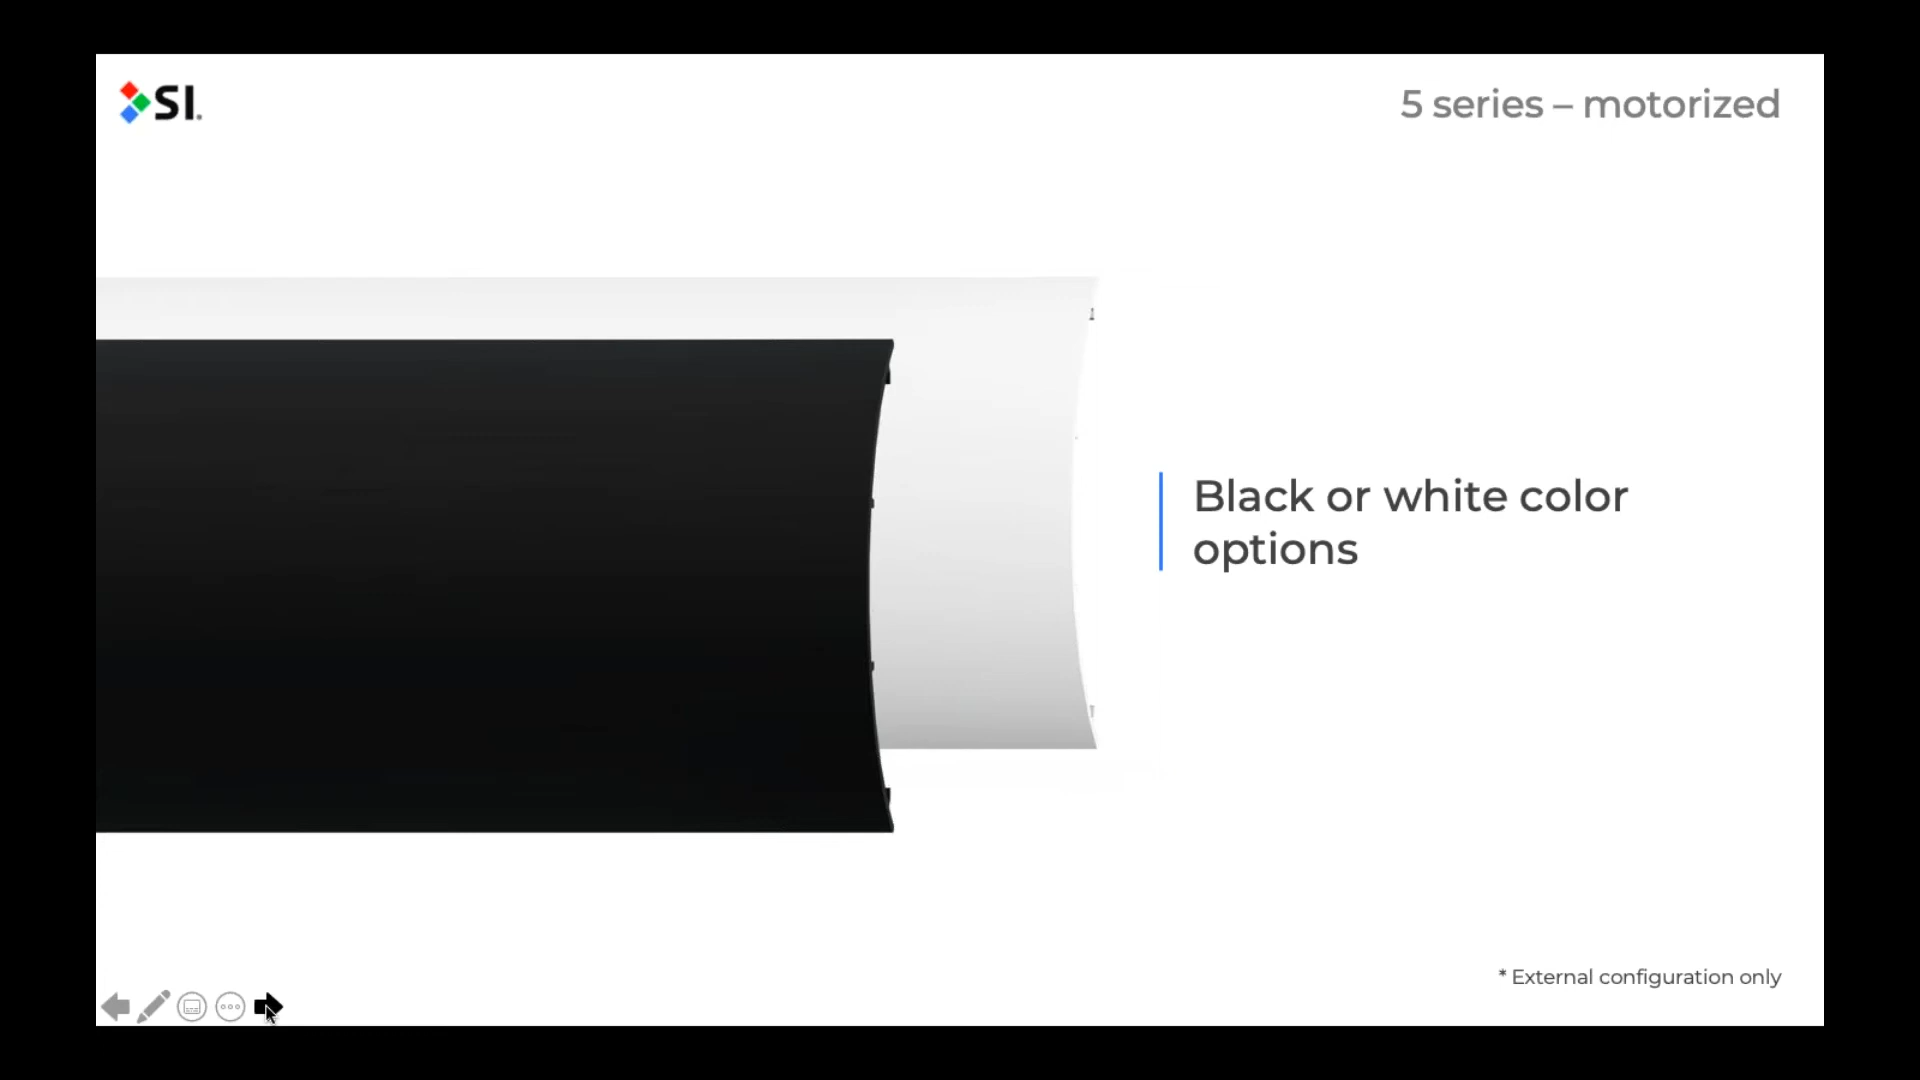 SI.
5 series – motorized
Black or white color
options
* External configuration only